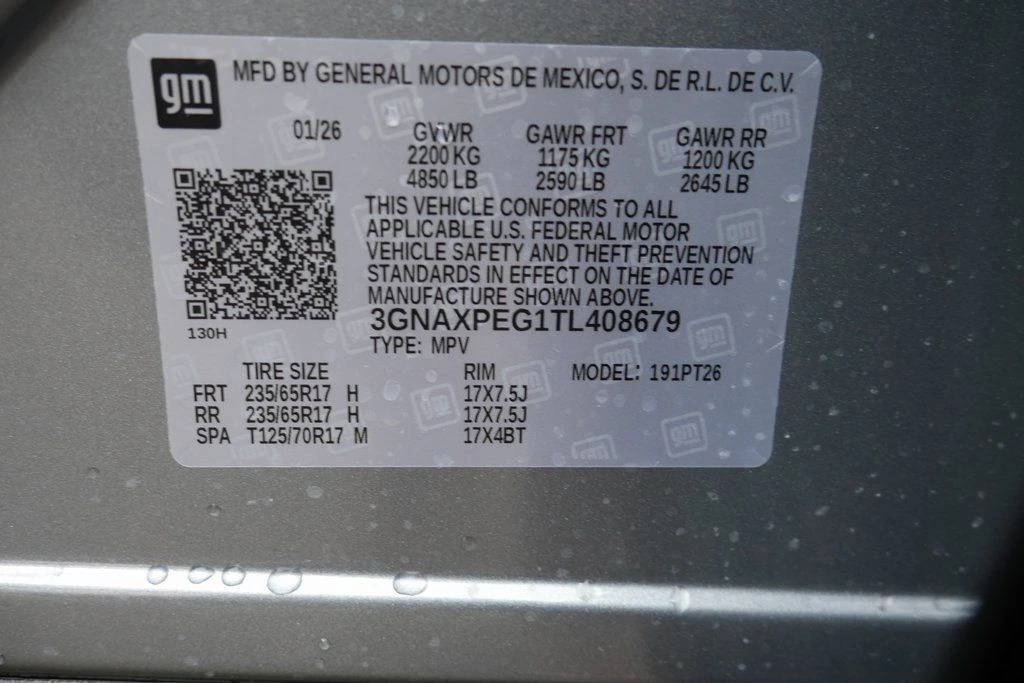 gm
MFD BY GENERAL MOTORS DE MEXICO, S. DE R.L. DE C.V.
01/26 GVWR GAWR FRT GAWR RR
2200 KG 1175 KG 1200 KG
4850 LB 2590 LB 2645 LB
THIS VEHICLE CONFORMS TO ALL
APPLICABLE U.S. FEDERAL MOTOR
VEHICLE SAFETY AND THEFT PREVENTION
STANDARDS IN EFFECT ON THE DATE OF
MANUFACTURE SHOWN ABOVE.
3GNAXPEG1TL408679
130H
TYPE: MPV
TIRE SIZE RIM MODEL: 191PT26
FRT 235/65R17 H 17X7.5J
RR 235/65R17 H 17X7.5J
SPA T125/70R17 M 17X4BT